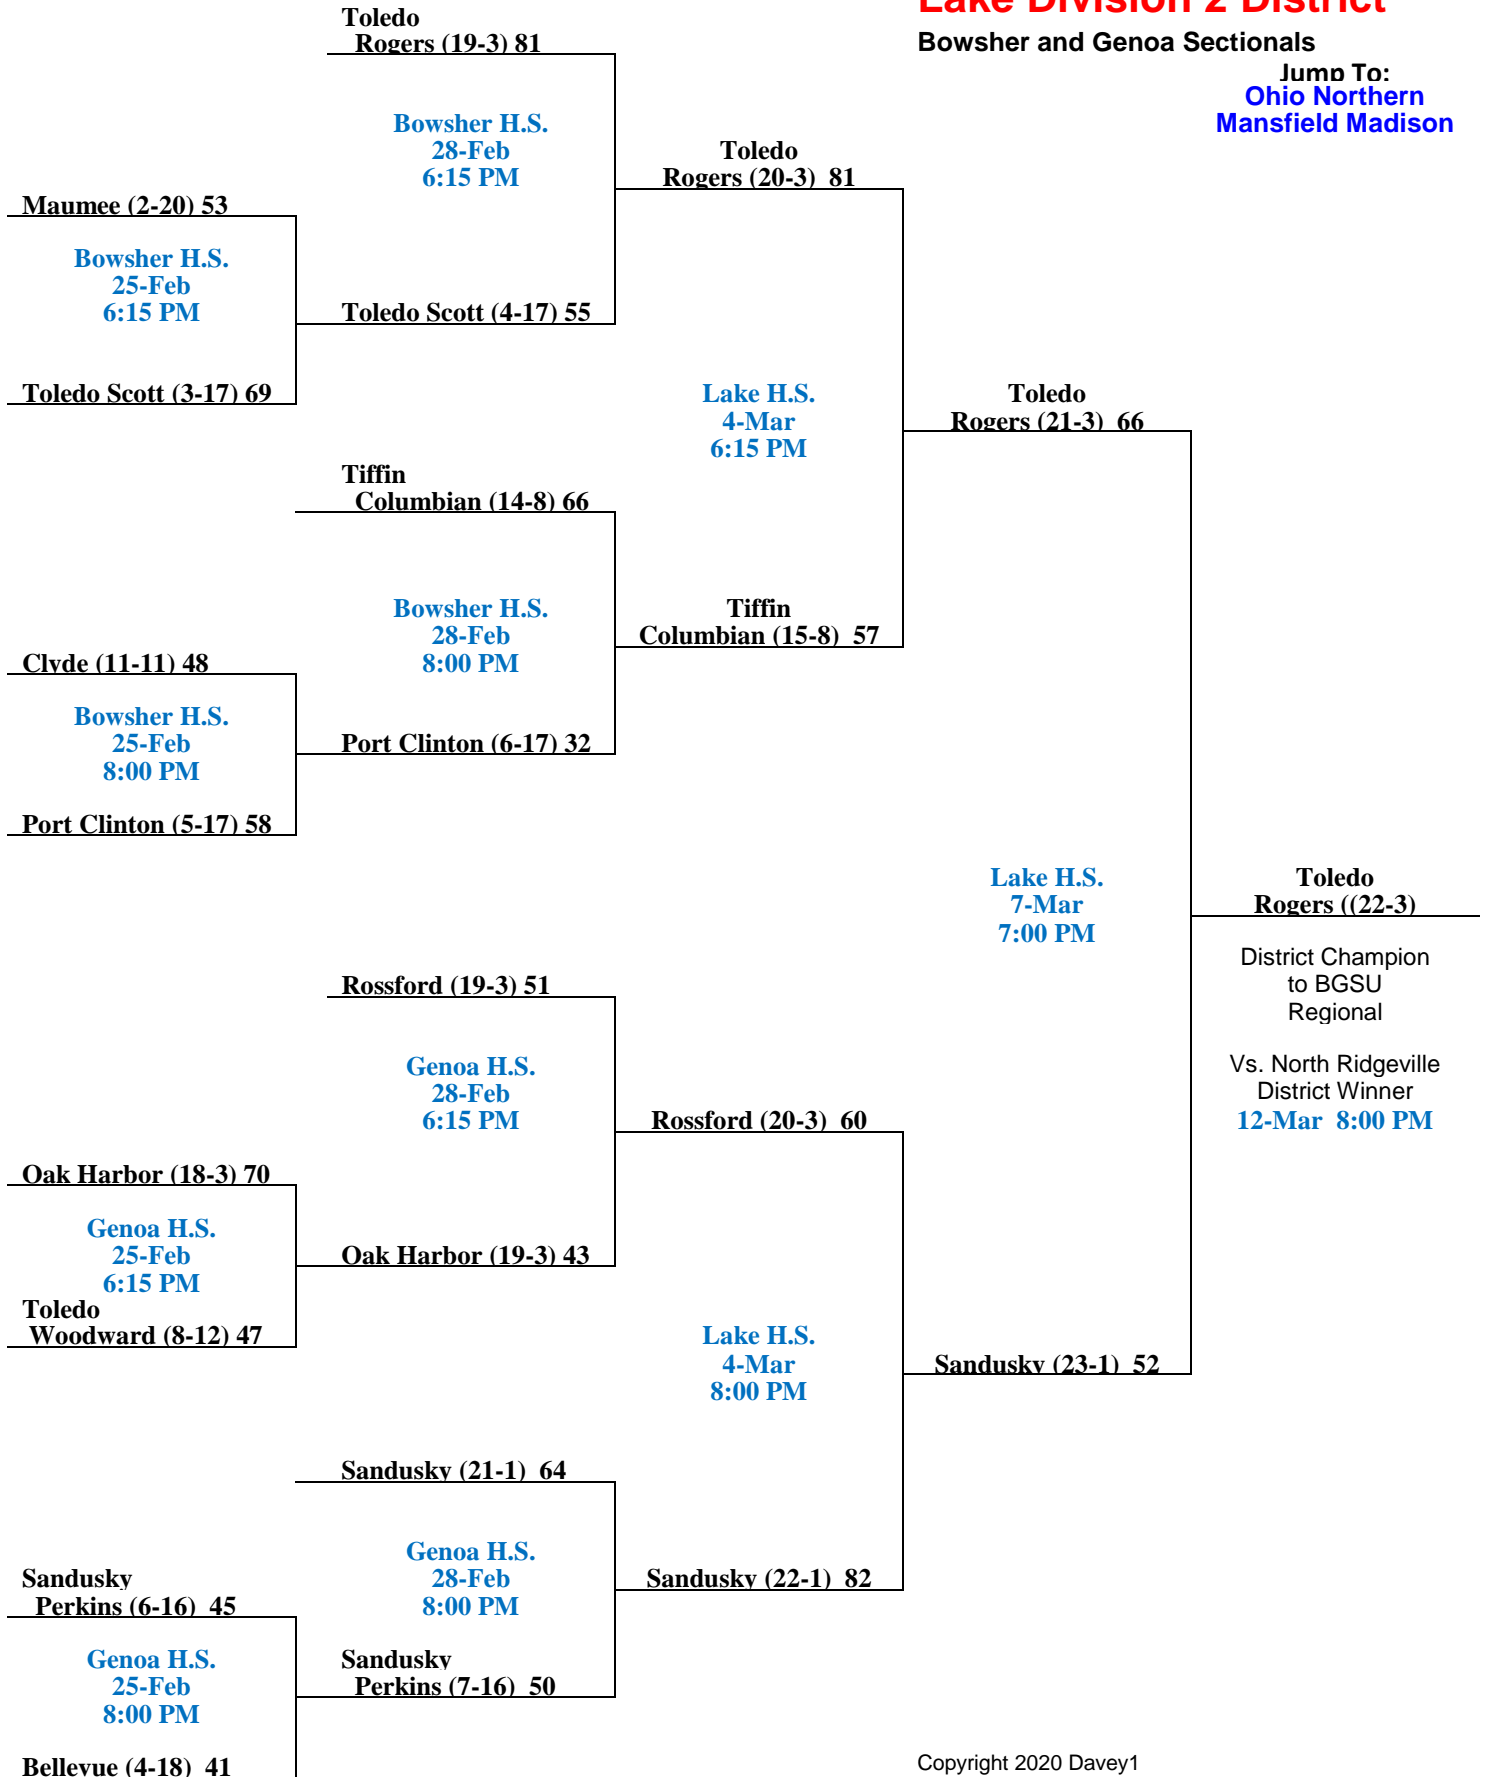 Lake Division 2 District
Bowsher and Genoa Sectionals
Jump To:
Ohio Northern
Mansfield Madison
Toledo
Rogers (19-3) 81
Bowsher H.S.
28-Feb
6:15 PM
Toledo
Rogers (20-3)  81
Maumee (2-20) 53
Bowsher H.S.
25-Feb
6:15 PM
Toledo Scott (4-17) 55
Toledo Scott (3-17) 69
Lake H.S.
4-Mar
6:15 PM
Toledo
Rogers (21-3)  66
Tiffin
Columbian (14-8) 66
Bowsher H.S.
28-Feb
8:00 PM
Tiffin
Columbian (15-8)  57
Clyde (11-11) 48
Bowsher H.S.
25-Feb
8:00 PM
Port Clinton (6-17) 32
Port Clinton (5-17) 58
Lake H.S.
7-Mar
7:00 PM
Toledo
Rogers ((22-3)
District Champion
to BGSU
Regional
Vs. North Ridgeville
District Winner
12-Mar  8:00 PM
Rossford (19-3) 51
Genoa H.S.
28-Feb
6:15 PM
Rossford (20-3)  60
Oak Harbor (18-3) 70
Genoa H.S.
25-Feb
6:15 PM
Oak Harbor (19-3) 43
Toledo
Woodward (8-12) 47
Lake H.S.
4-Mar
8:00 PM
Sandusky (23-1)  52
Sandusky (21-1)  64
Genoa H.S.
28-Feb
8:00 PM
Sandusky (22-1)  82
Sandusky
Perkins (6-16)  45
Genoa H.S.
25-Feb
8:00 PM
Sandusky
Perkins (7-16)  50
Bellevue (4-18)  41
Copyright 2020 Davey1